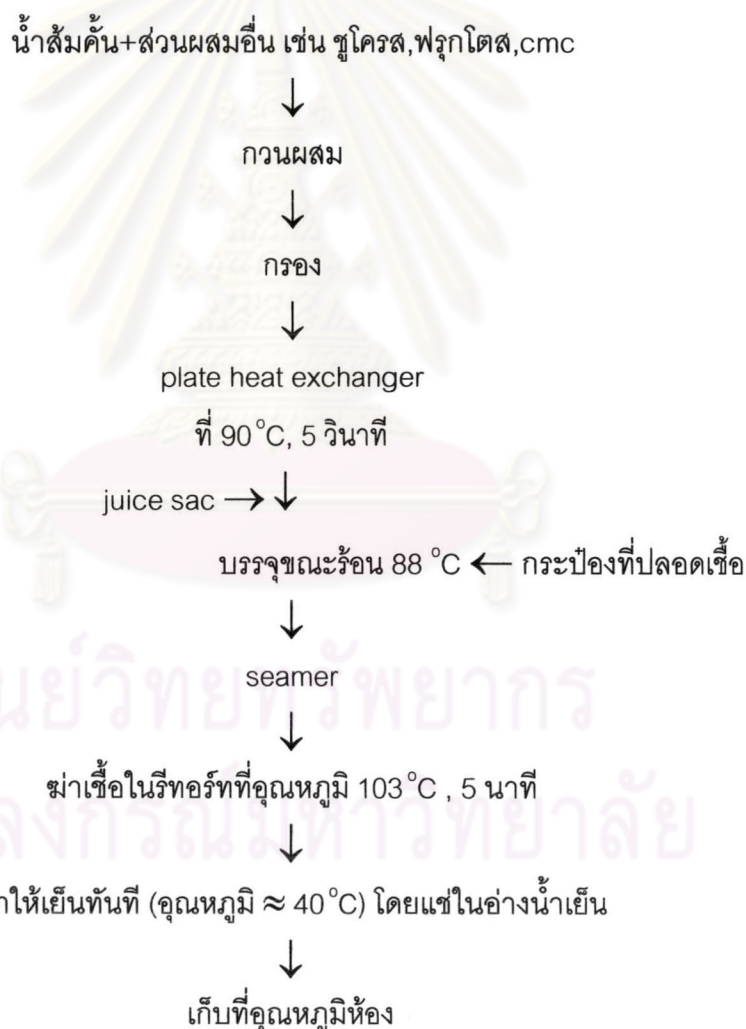 น้ำส้มคั้น+ส่วนผสมอื่น เช่น ซูโครส,ฟรุกโตส,cmc
↓
กวนผสม
↓
กรอง
↓
plate heat exchanger
ที่ 90 °C, 5 วินาที
juice sac → ↓
บรรจุขณะร้อน 88 °C ← กระป๋องที่ปลอดเชื้อ
↓
seamer
↓
ฆ่าเชื้อในรีทอร์ทที่อุณหภูมิ 103 °C , 5 นาที
↓
ให้เย็นทันที (อุณหภูมิ ≈ 40 °C) โดยแช่ในอ่างน้ำเย็น
↓
เก็บที่อุณหภูมิห้อง